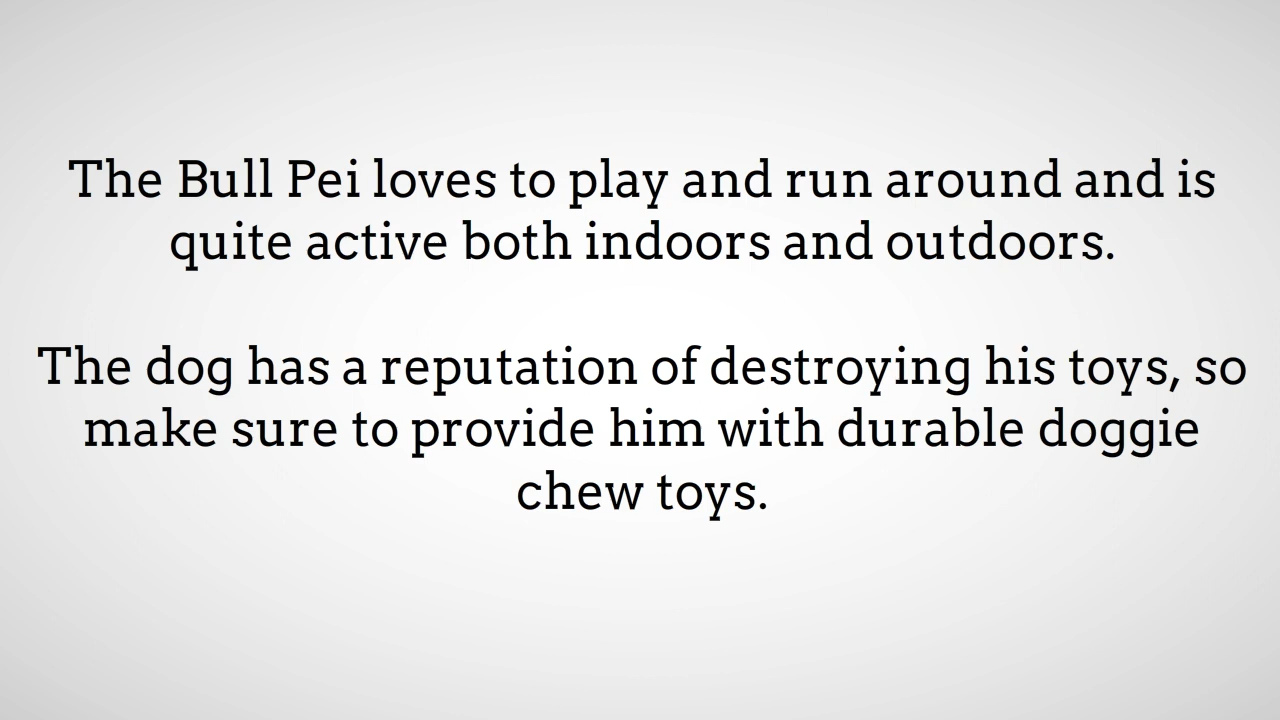 The Bull Pei loves to play and run around and is
quite active both indoors and outdoors.
The dog has a reputation of destroying his toys, so
make sure to provide him with durable doggie
chew toys.